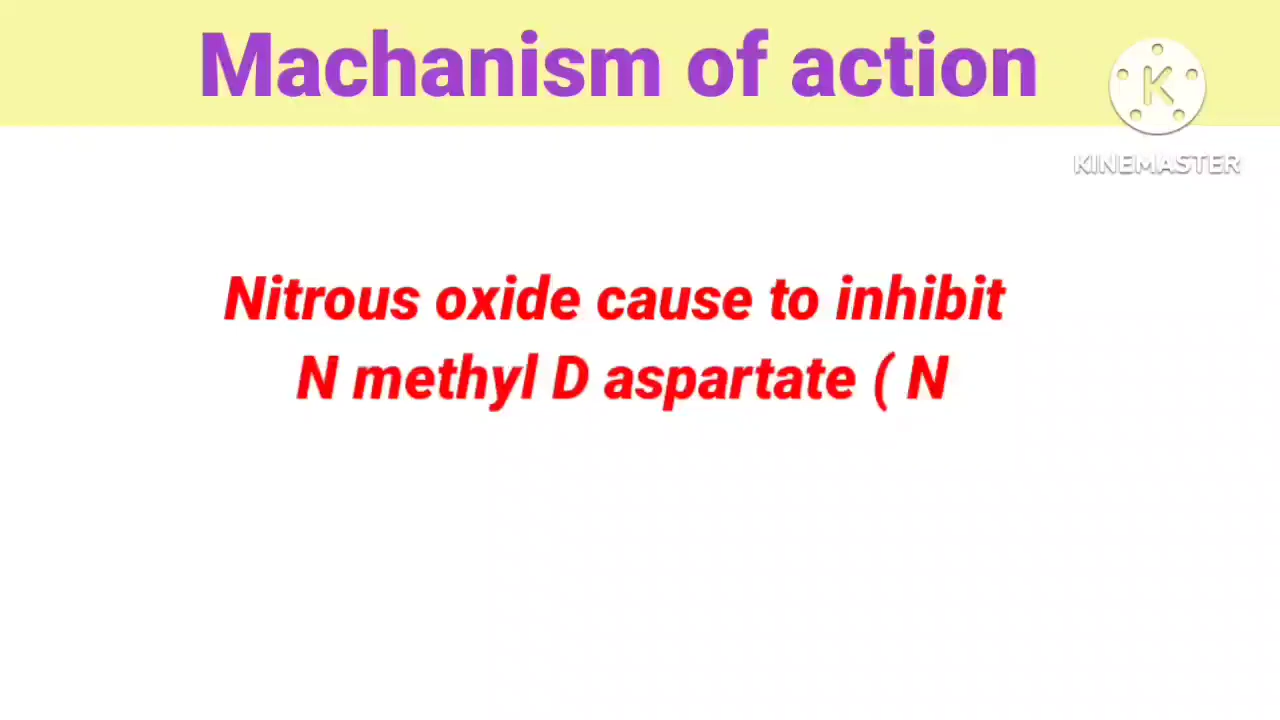 Machanism of action
K
KINEMASTER
Nitrous oxide cause to inhibit
N methyl D aspartate ( N